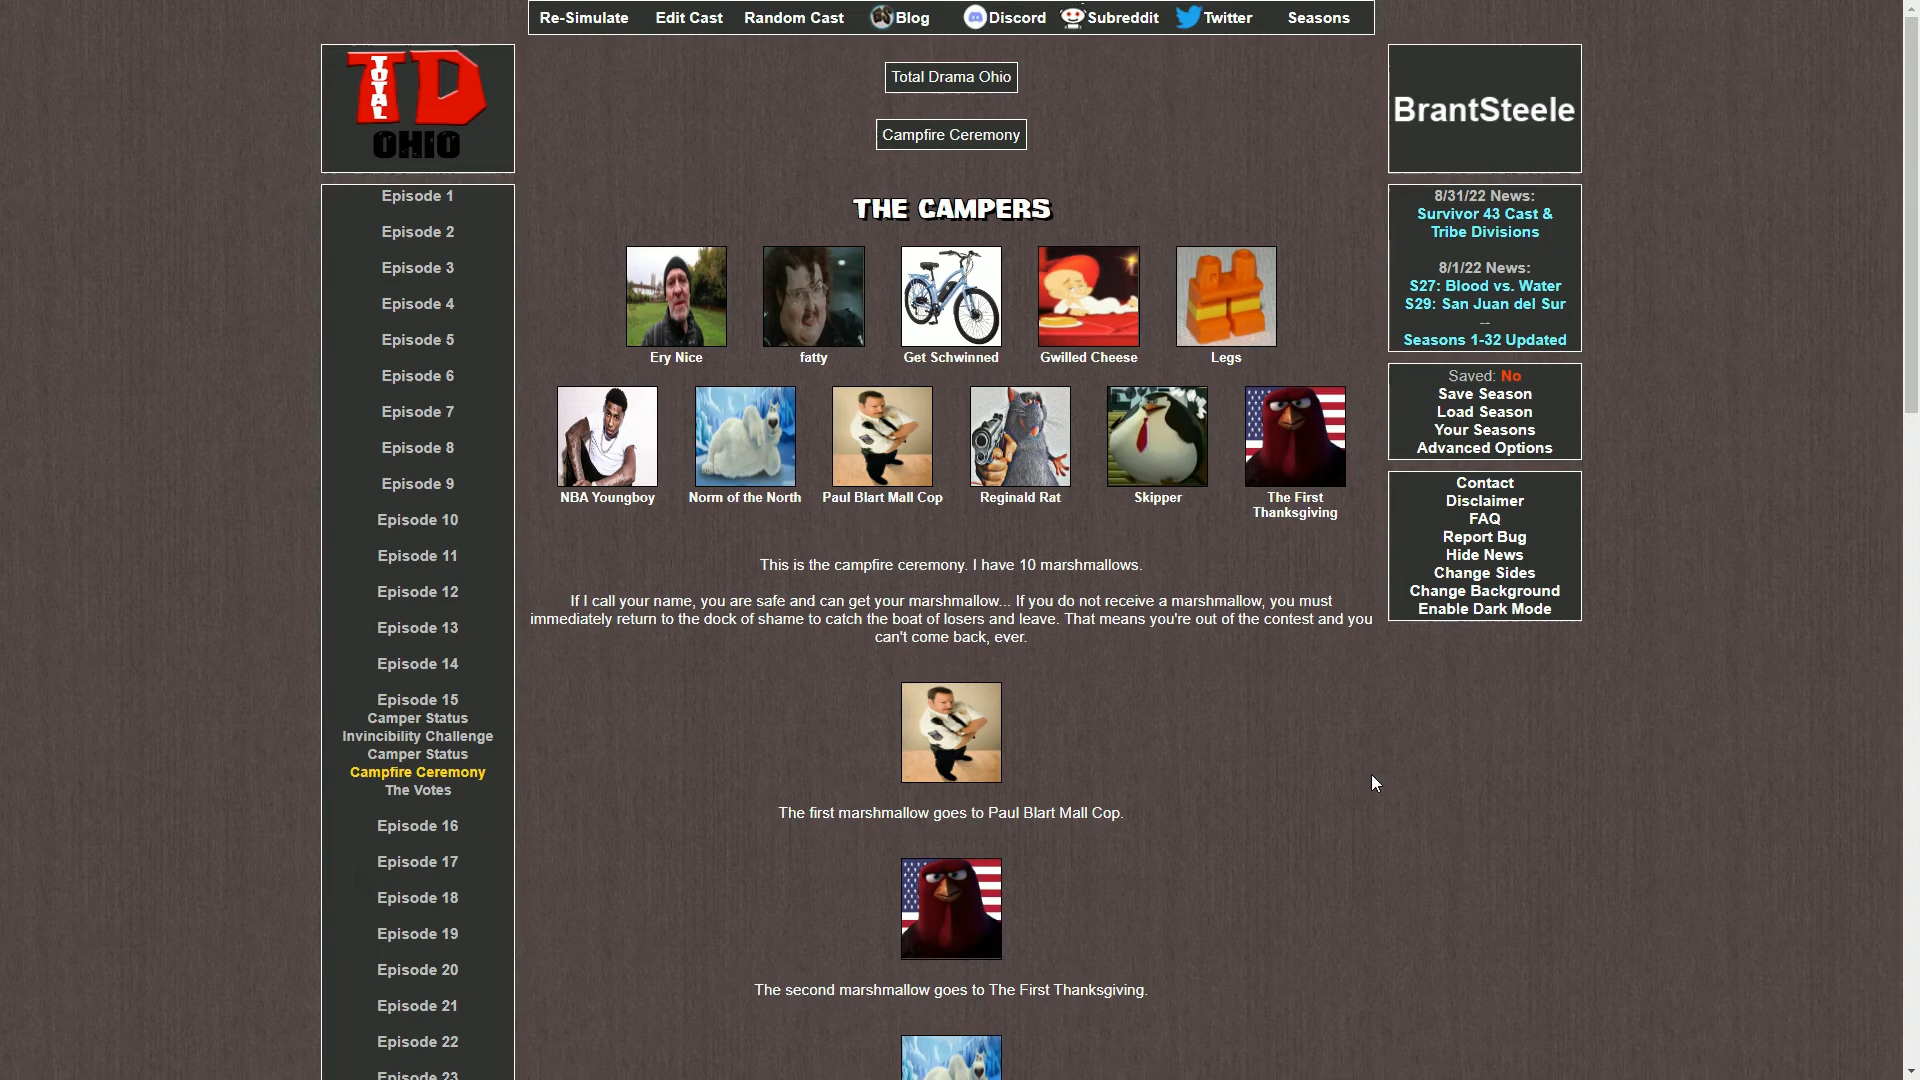 Re-Simulate
Edit Cast
Random Cast
Blog
Discord
Subreddit
Twitter
Seasons
TOTAL
TD
OHIO
Episode 1
Episode 2
Episode 3
Episode 4
Episode 5
Episode 6
Episode 7
Episode 8
Episode 9
Episode 10
Episode 11
Episode 12
Episode 13
Episode 14
Episode 15
Camper Status
Invincibility Challenge
Camper Status
Campfire Ceremony
The Votes
Episode 16
Episode 17
Episode 18
Episode 19
Episode 20
Episode 21
Episode 22
Episode 23
Total Drama Ohio
Campfire Ceremony
THE CAMPERS
Ery Nice
fatty
Get Schwinned
Gwilled Cheese
Legs
NBA Youngboy
Norm of the North
Paul Blart Mall Cop
Reginald Rat
Skipper
The First
Thanksgiving
This is the campfire ceremony. I have 10 marshmallows.
If I call your name, you are safe and can get your marshmallow... If you do not receive a marshmallow, you must
immediately return to the dock of shame to catch the boat of losers and leave. That means you're out of the contest and you
can't come back, ever.
The first marshmallow goes to Paul Blart Mall Cop.
The second marshmallow goes to The First Thanksgiving.
BrantSteele
8/31/22 News:
Survivor 43 Cast &
Tribe Divisions
8/1/22 News:
S27: Blood vs. Water
S29: San Juan del Sur
--
Seasons 1-32 Updated
Saved: No
Save Season
Load Season
Your Seasons
Advanced Options
Contact
Disclaimer
FAQ
Report Bug
Hide News
Change Sides
Change Background
Enable Dark Mode